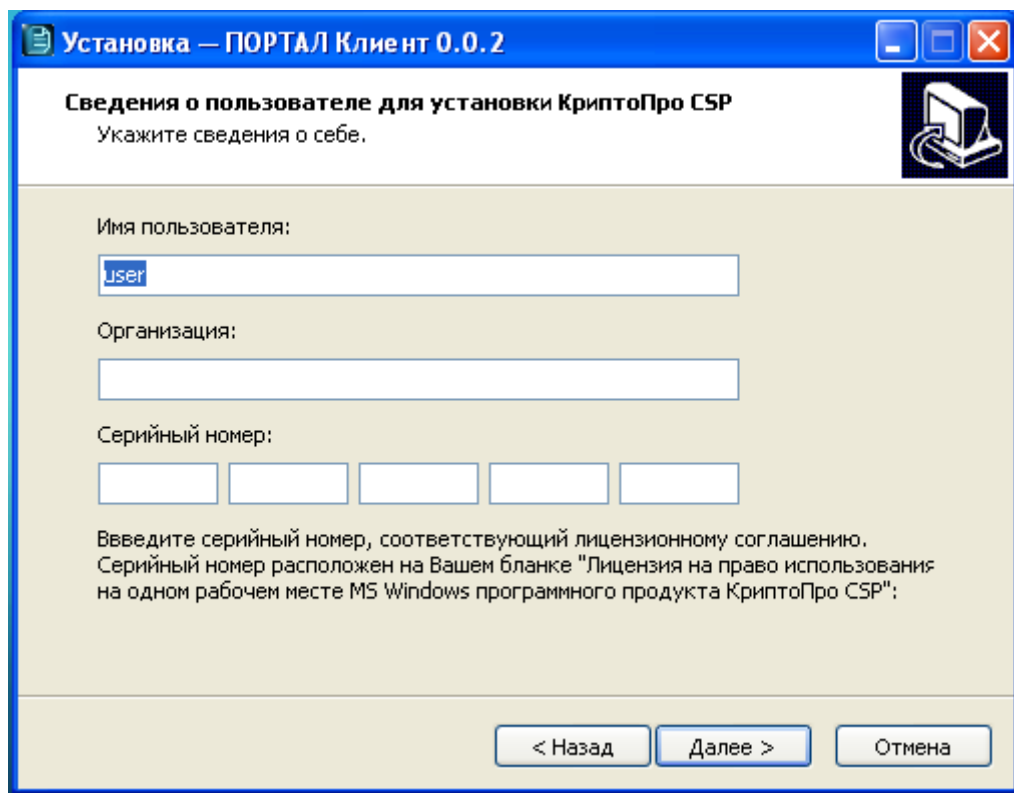 Установка — ПОРТАЛ Клиент 0.0.2
Сведения о пользователе для установки КриптоПро CSP
Укажите сведения о себе.
Имя пользователя:
user
Организация:
Серийный номер:
Ввведите серийный номер, соответствующий лицензионному соглашению.
Серийный номер расположен на Вашем бланке "Лицензия на право использования
на одном рабочем месте MS Windows программного продукта КриптоПро CSP":
< Назад Далее > Отмена